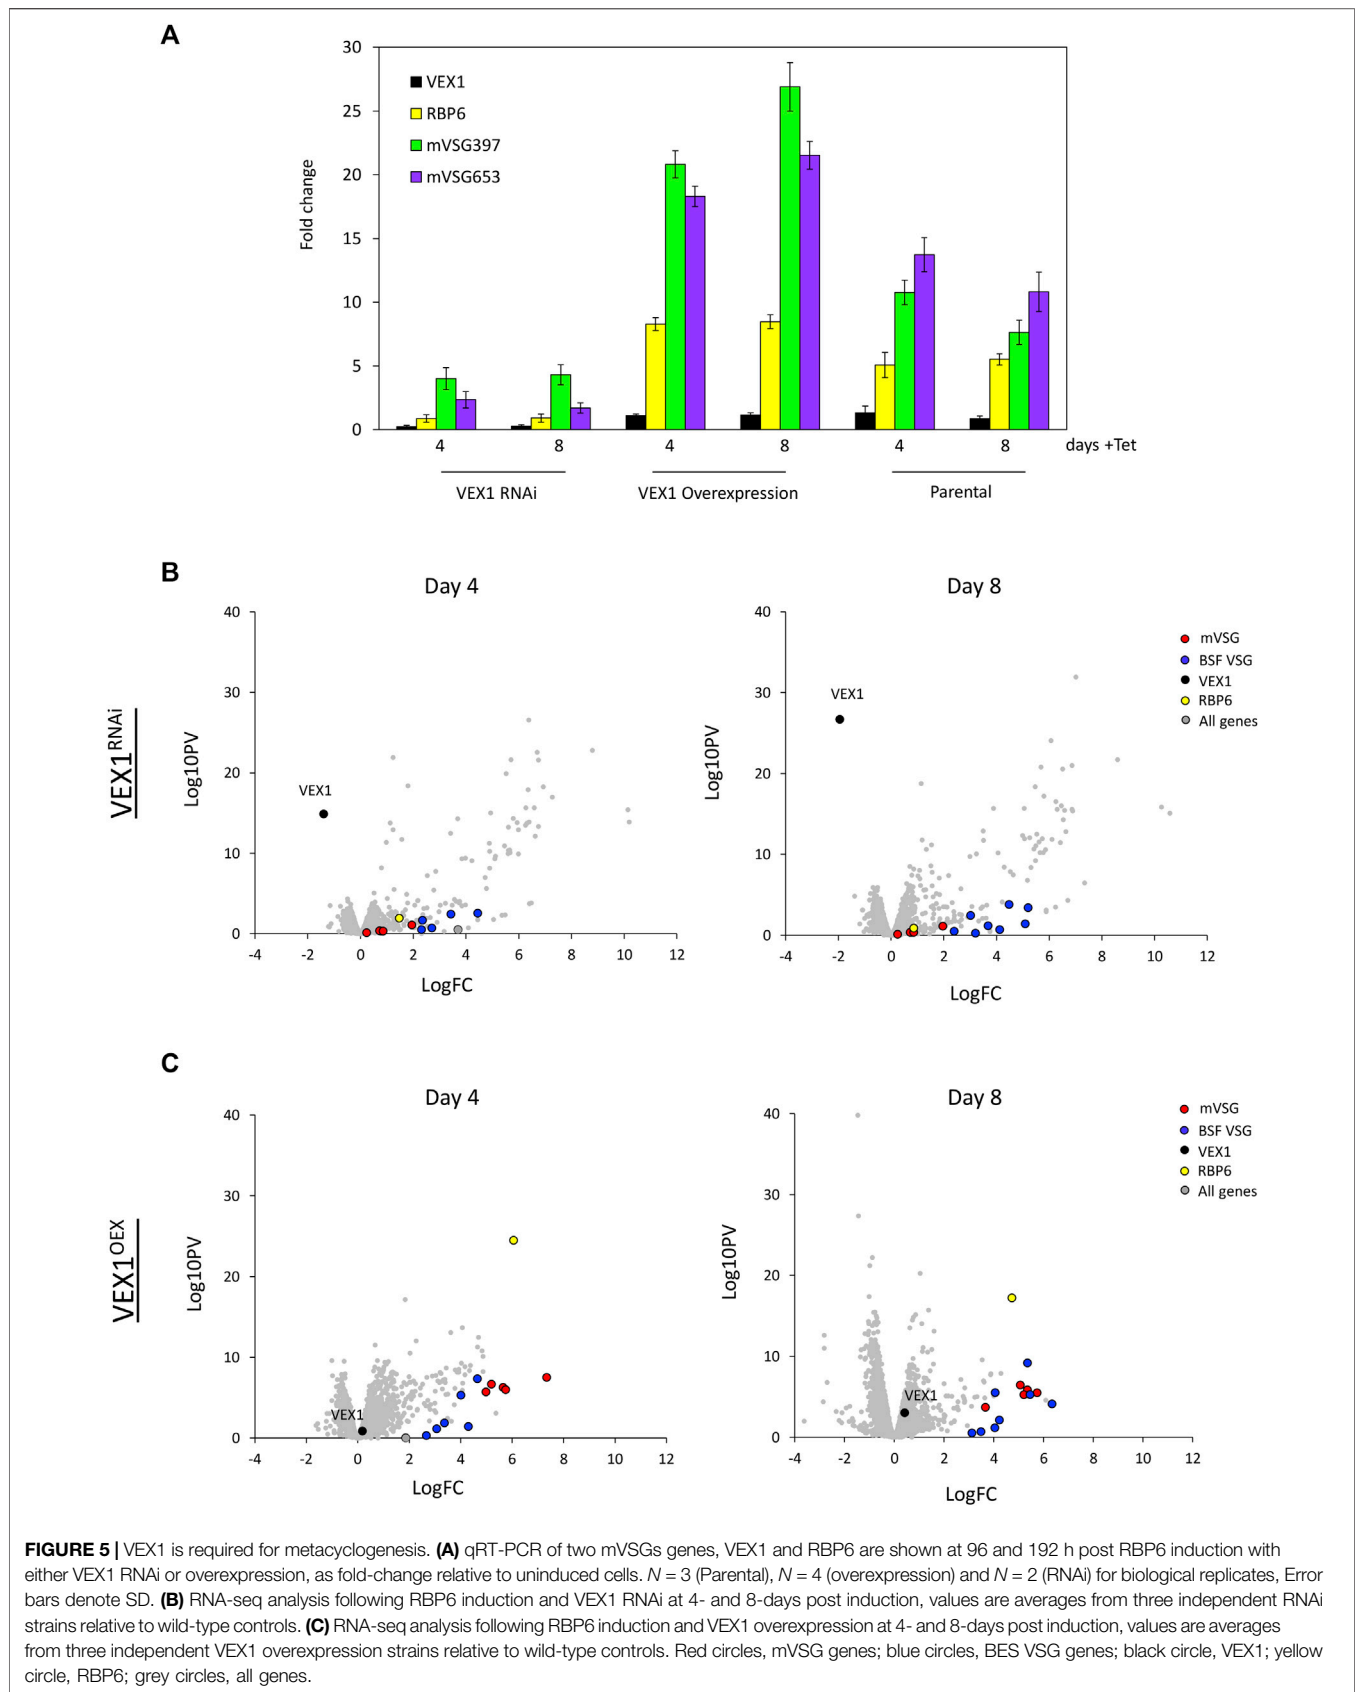 A
30
25
20
15
10
5
0
Fold change
VEX1
RBP6
mVSG397
mVSG653
4 8 4 8 4 8 days +Tet
VEX1 RNAi VEX1 Overexpression Parental
B
VEX1RNAi
Day 4
40
30
20
10
0
Log10PV
VEX1
-4 -2 0 2 4 6 8 10 12
LogFC
Day 8
40
30
20
10
0
Log10PV
VEX1
-4 -2 0 2 4 6 8 10 12
LogFC
mVSG
BSF VSG
VEX1
RBP6
All genes
C
VEX1OEX
Day 4
40
30
20
10
0
Log10PV
VEX1
-4 -2 0 2 4 6 8 10 12
LogFC
Day 8
40
30
20
10
0
Log10PV
VEX1
-4 -2 0 2 4 6 8 10 12
LogFC
mVSG
BSF VSG
VEX1
RBP6
All genes
FIGURE 5 | VEX1 is required for metacyclogenesis. (A) qRT-PCR of two mVSGs genes, VEX1 and RBP6 are shown at 96 and 192 h post RBP6 induction with
either VEX1 RNAi or overexpression, as fold-change relative to uninduced cells. N = 3 (Parental), N = 4 (overexpression) and N = 2 (RNAi) for biological replicates, Error
bars denote SD. (B) RNA-seq analysis following RBP6 induction and VEX1 RNAi at 4- and 8-days post induction, values are averages from three independent RNAi
strains relative to wild-type controls. (C) RNA-seq analysis following RBP6 induction and VEX1 overexpression at 4- and 8-days post induction, values are averages
from three independent VEX1 overexpression strains relative to wild-type controls. Red circles, mVSG genes; blue circles, BES VSG genes; black circle, VEX1; yellow
circle, RBP6; grey circles, all genes.